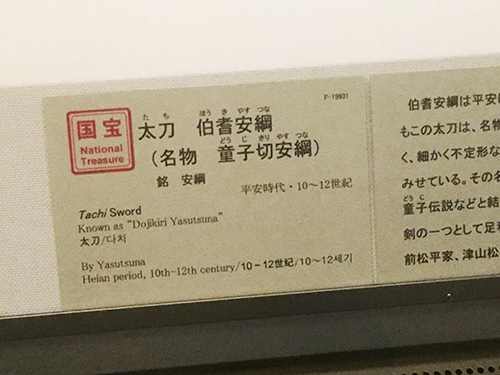 国宝
National
Treasure
F-19931
たち ほうきやすつな
太刀 伯耆安綱
どうじきりやすつな
(名物 童子切安綱)
銘 安綱
平安時代・10〜12世紀
Tachi Sword
Known as "Dojikiri Yasutsuna"
太刀/다치
By Yasutsuna
Heian period, 10th-12th century/10〜12世紀/10〜12세기
伯耆安綱は平安
もこの太刀は、名物
く、細かく不定形な
みせている。その名
どうじ
童子伝説などと結
剣の一つとして足利
前松平家、津山松